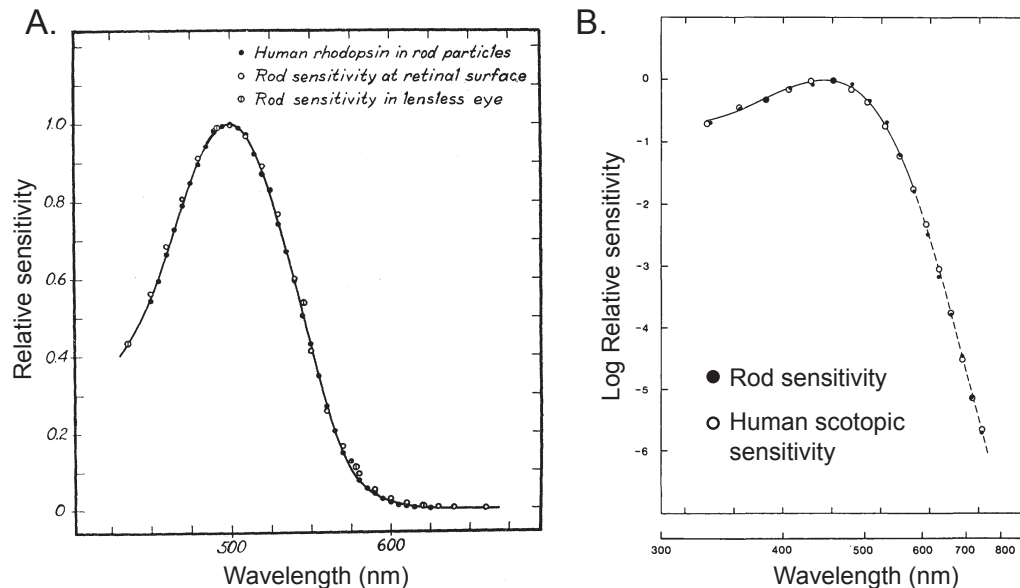 A.
• Human rhodopsin in rod particles
○ Rod sensitivity at retinal surface
⦶ Rod sensitivity in lensless eye
Relative sensitivity
1.0
0.8
0.6
0.4
0.2
0
500
600
Wavelength (nm)
B.
Log Relative sensitivity
0
-1
-2
-3
-4
-5
-6
● Rod sensitivity
○ Human scotopic
sensitivity
300
400
500
600
700
800
Wavelength (nm)